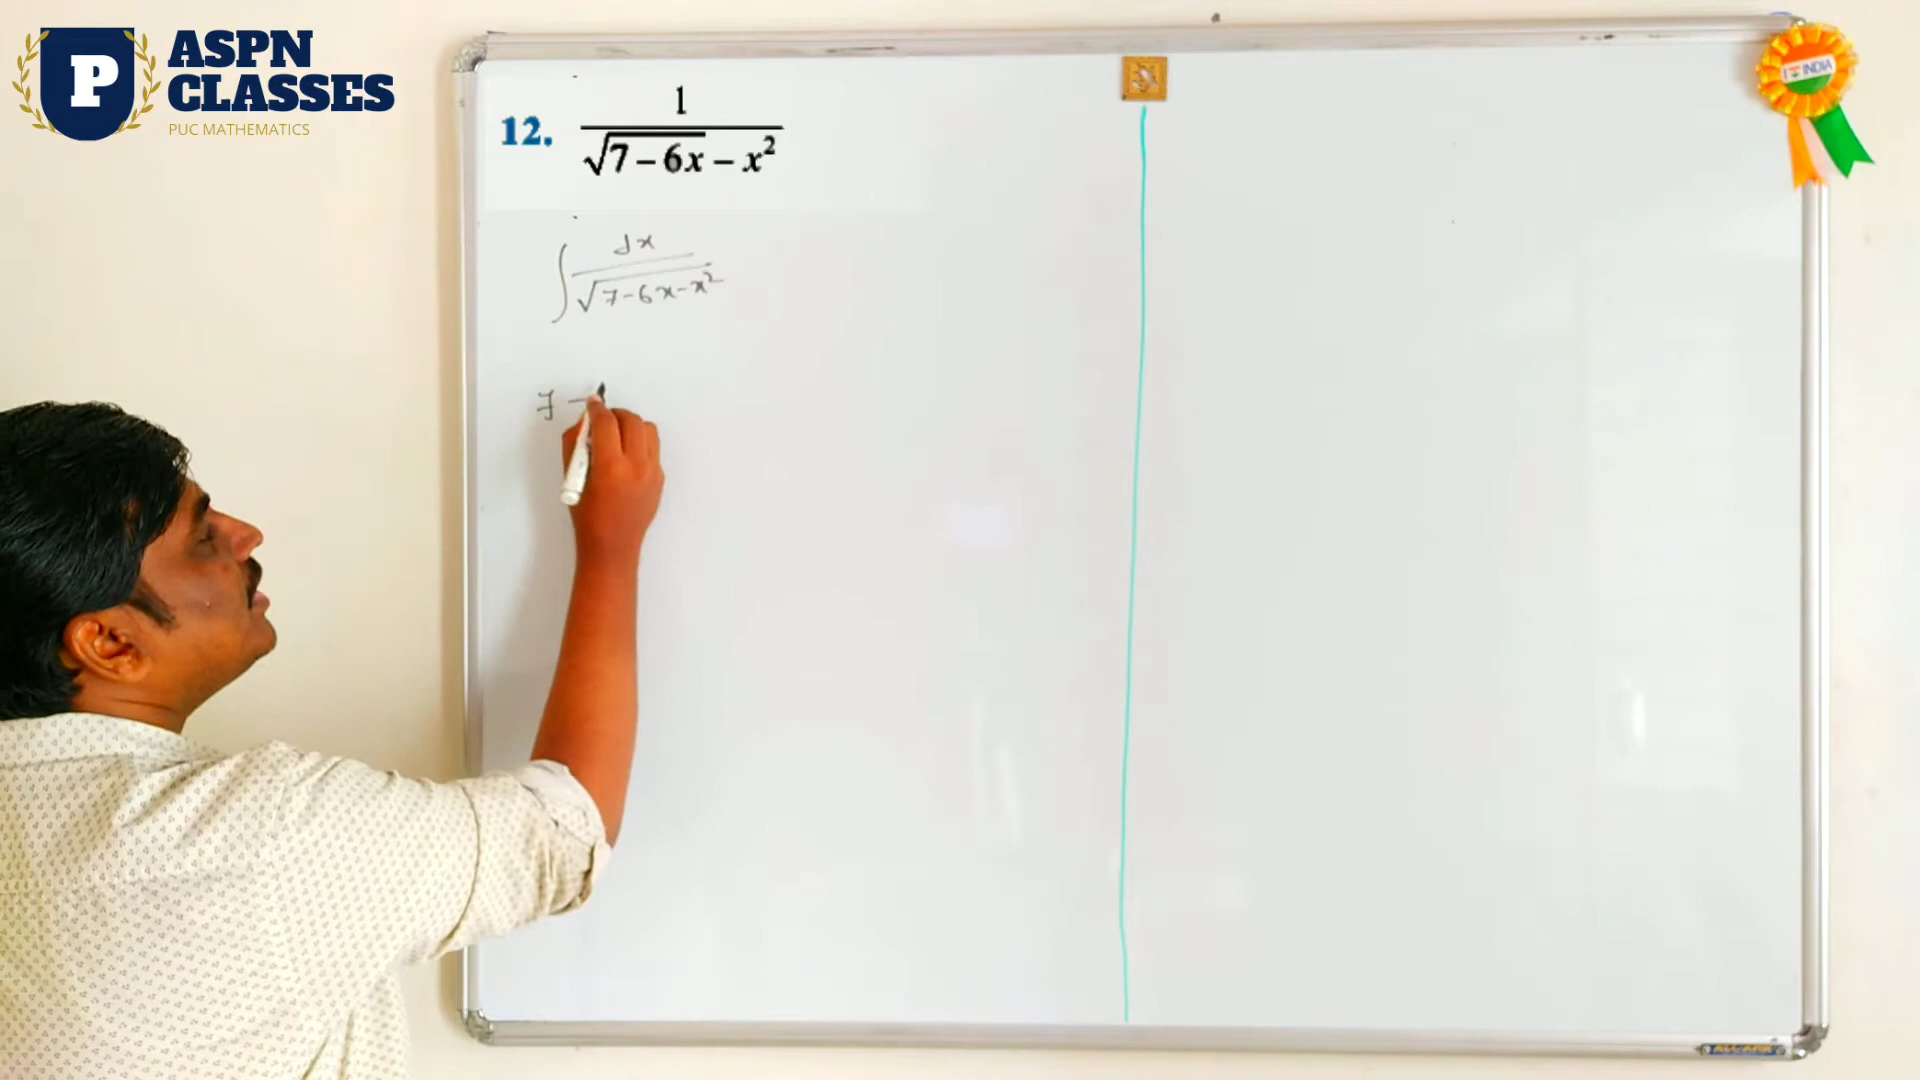 P
ASPN
CLASSES
PUC MATHEMATICS
12. 1
√7 – 6x – x²
∫ dx
√7-6x-x²
7 -
I INDIA